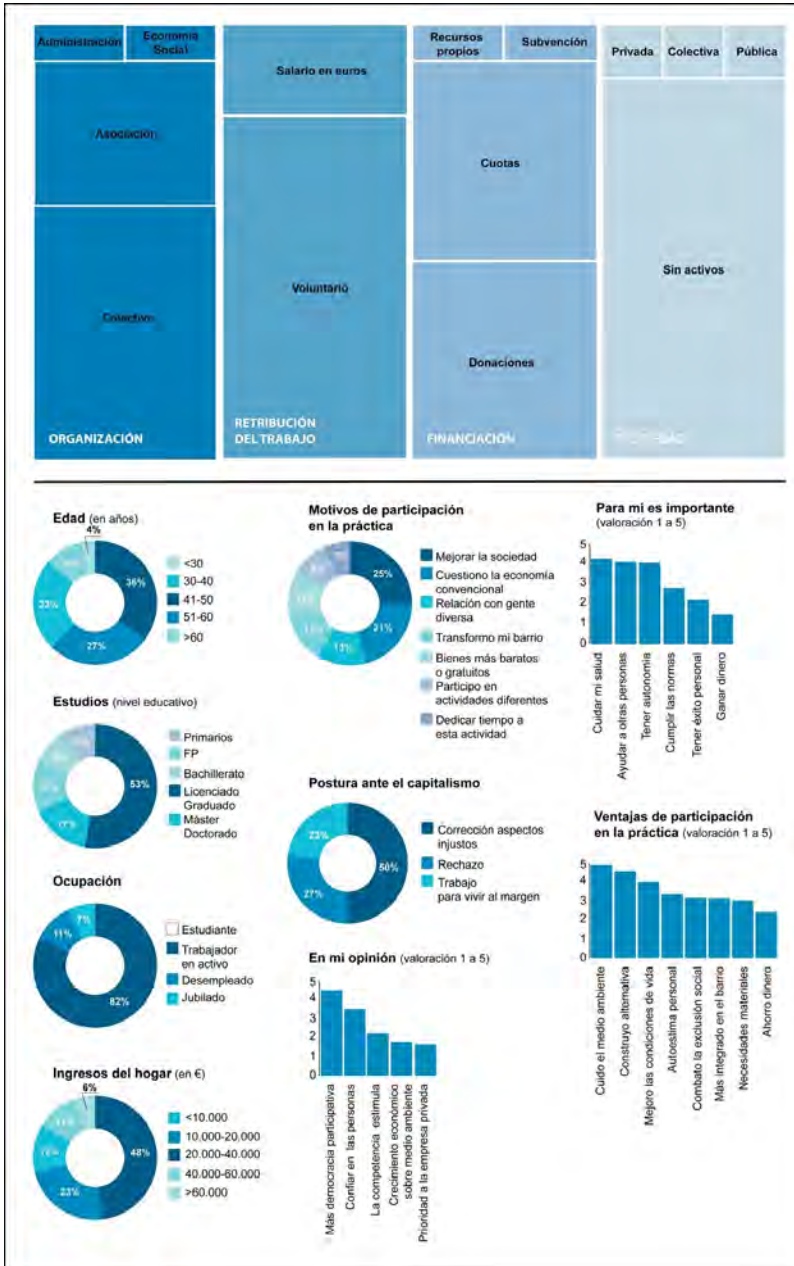 Administración
Economía
Social
Asociación
Colectivo
ORGANIZACIÓN
Salario en euros
Voluntario
RETRIBUCIÓN
DEL TRABAJO
Recursos
propios
Subvención
Cuotas
Donaciones
FINANCIACIÓN
Privada
Colectiva
Pública
Sin activos
Edad (en años)
4%
36%
27%
23%
<30
30-40
41-50
51-60
>60
Estudios (nivel educativo)
53%
17%
Primarios
FP
Bachillerato
Licenciado
Graduado
Máster
Doctorado
Ocupación
7%
11%
82%
Estudiante
Trabajador
en activo
Desempleado
Jubilado
Ingresos del hogar (en €)
6%
48%
23%
<10.000
10.000-20.000
20.000-40.000
40.000-60.000
>60.000
Motivos de participación
en la práctica
25%
21%
13%
Mejorar la sociedad
Cuestiono la economía
convencional
Relación con gente
diversa
Transformo mi barrio
Bienes más baratos
o gratuitos
Participo en
actividades diferentes
Dedicar tiempo a
esta actividad
Postura ante el capitalismo
23%
50%
27%
Corrección aspectos
injustos
Rechazo
Trabajo
para vivir al margen
En mi opinión (valoración 1 a 5)
5
4
3
2
1
0
Más democracia participativa
Confiar en las personas
La competencia estimula
Crecimiento económico
sobre medio ambiente
Prioridad a la empresa privada
Para mi es importante
(valoración 1 a 5)
5
4
3
2
1
0
Cuidar mi salud
Ayudar a otras personas
Tener autonomía
Cumplir las normas
Tener éxito personal
Ganar dinero
Ventajas de participación
en la práctica (valoración 1 a 5)
5
4
3
2
1
0
Cuido el medio ambiente
Construyo alternativa
Mejoro las condiciones de vida
Autoestima personal
Combato la exclusión social
Más integrado en el barrio
Necesidades materiales
Ahorro dinero